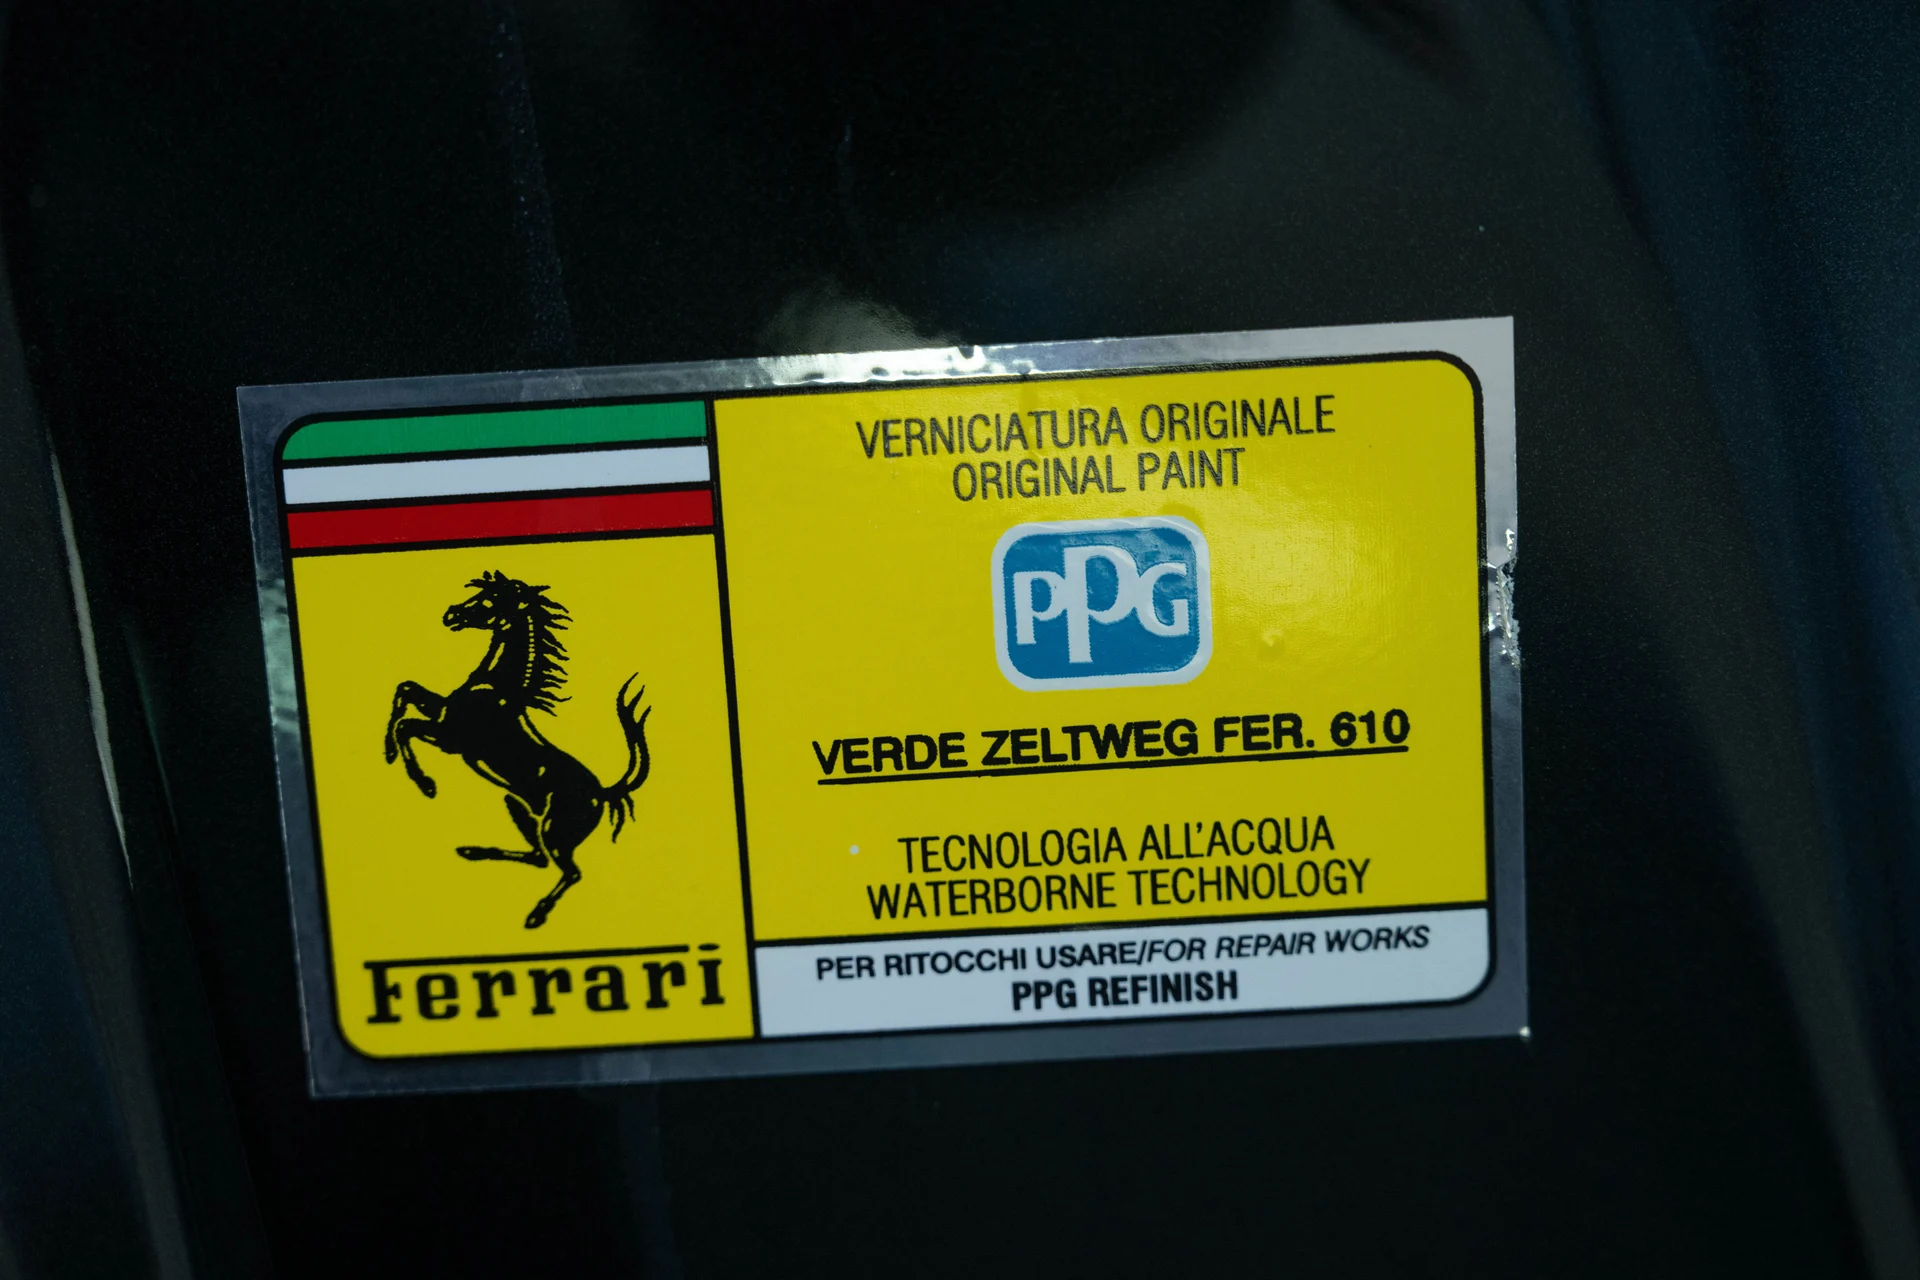 VERNICIATURA ORIGINALE
ORIGINAL PAINT
PPG
VERDE ZELTWEG FER. 610
TECNOLOGIA ALL'ACQUA
WATERBORNE TECHNOLOGY
Ferrari
PER RITOCCHI USARE/FOR REPAIR WORKS
PPG REFINISH